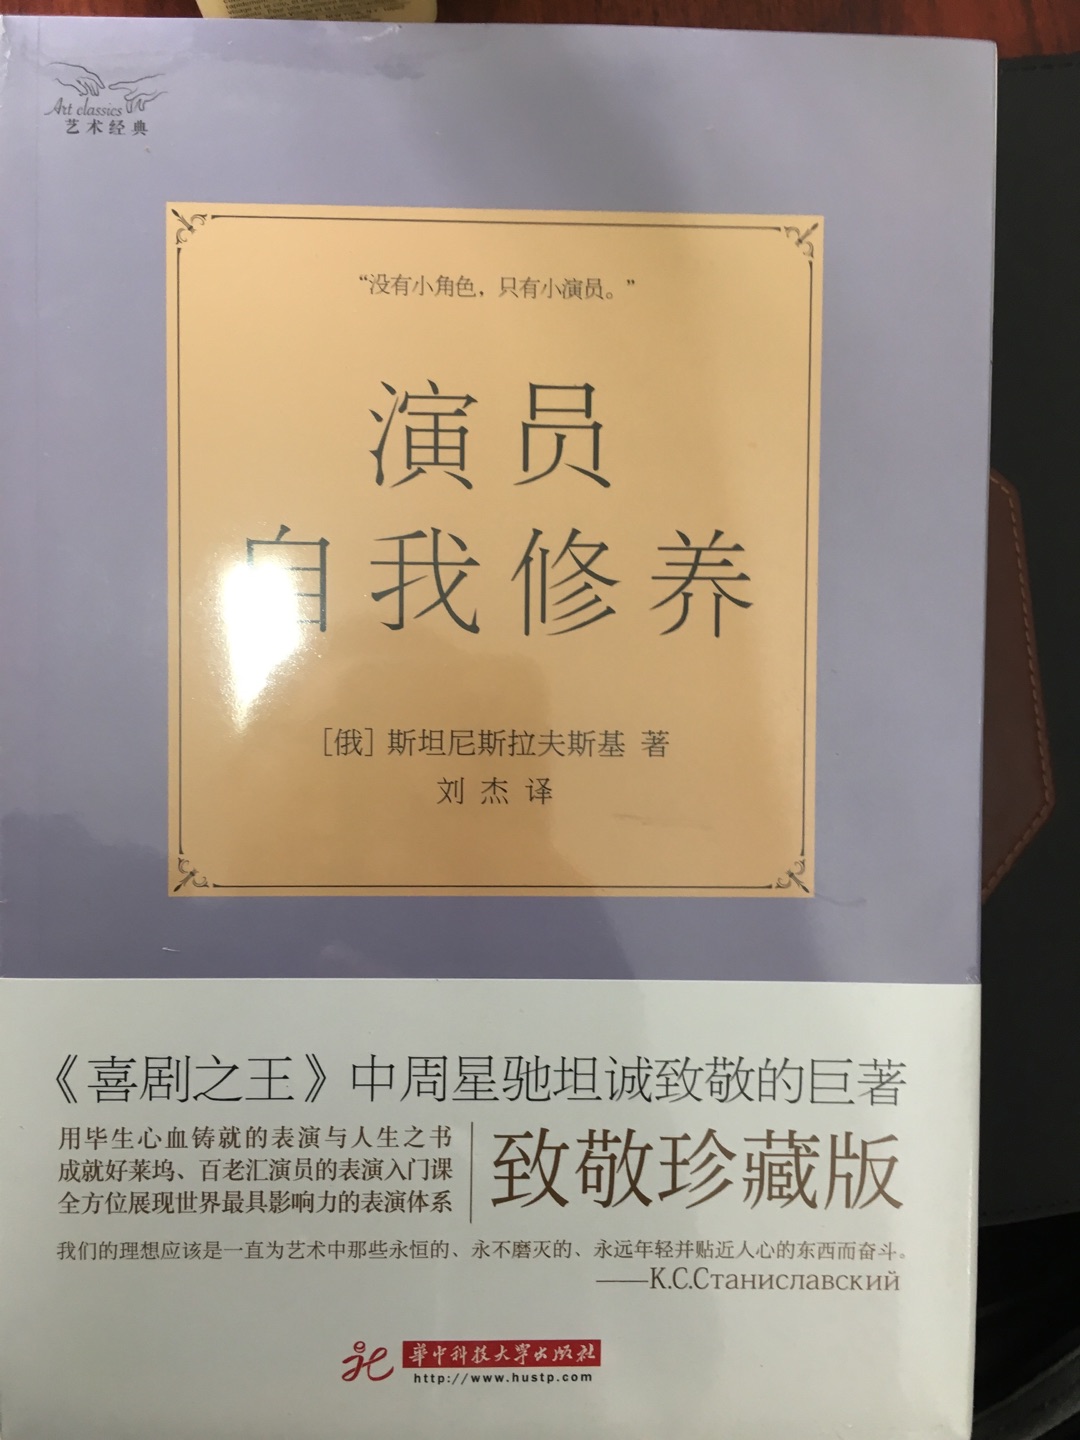 Art classics
艺术经典
“没有小角色，只有小演员。”
演员
自我修养
[俄] 斯坦尼斯拉夫斯基 著
刘杰 译
《喜剧之王》中周星驰坦诚致敬的巨著
用毕生心血铸就的表演与人生之书
成就好莱坞、百老汇演员的表演入门课
全方位展现世界最具影响力的表演体系
致敬珍藏版
我们的理想应该是一直为艺术中那些永恒的、永不磨灭的、永远年轻并贴近人心的东西而奋斗。
——К.С.Станиславский
华中科技大学出版社
http://www.hustp.com